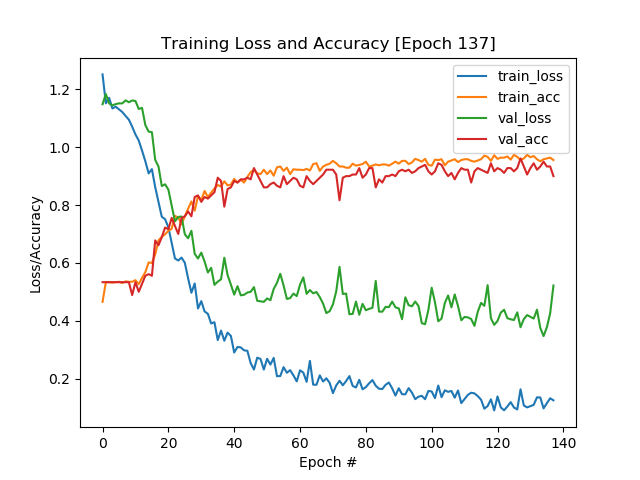 Training Loss and Accuracy [Epoch 137]
train_loss
train_acc
val_loss
val_acc
Loss/Accuracy
1.2
1.0
0.8
0.6
0.4
0.2
0 20 40 60 80 100 120 140
Epoch #